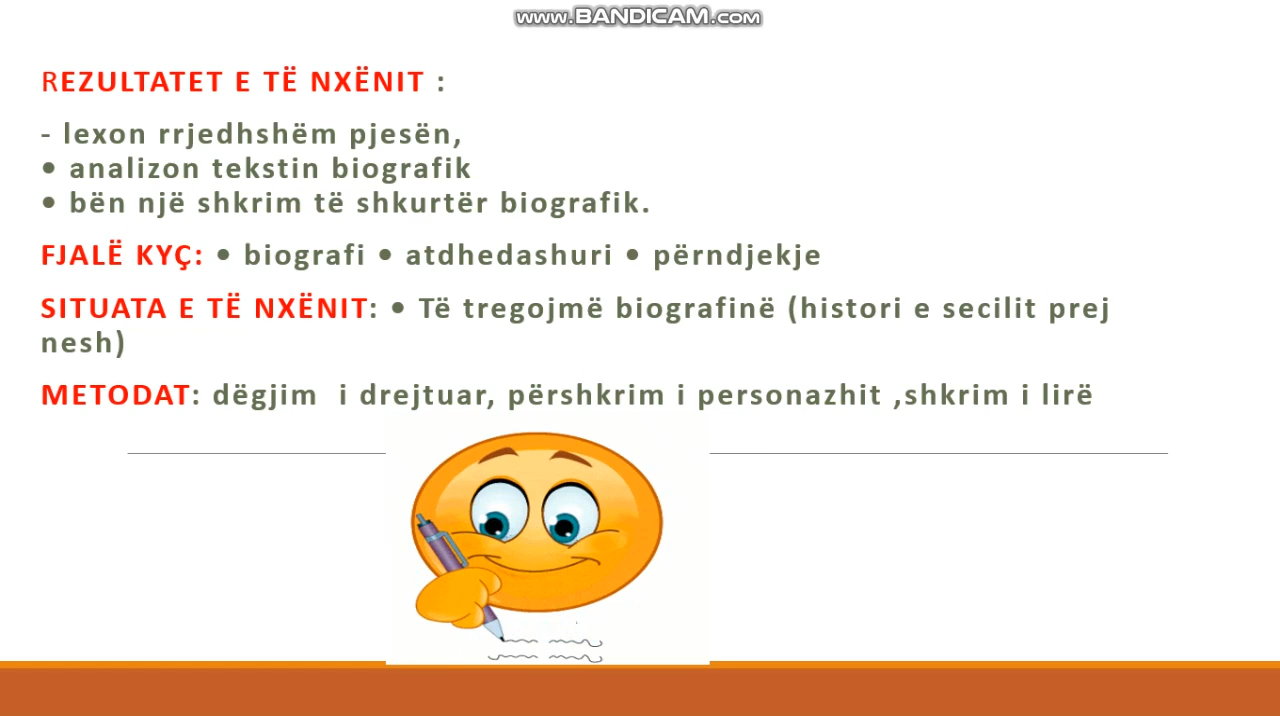 www.BANDICAM.com
REZULTATET E TË NXËNIT :
- lexon rrjedhshëm pjesën,
• analizon tekstin biografik
• bën një shkrim të shkurtër biografik.
FJALË KYÇ: • biografi • atdhedashuri • përndjekje
SITUATA E TË NXËNIT: • Të tregojmë biografinë (histori e secilit prej
nesh)
METODAT: dëgjim  i drejtuar, përshkrim i personazhit ,shkrim i lirë